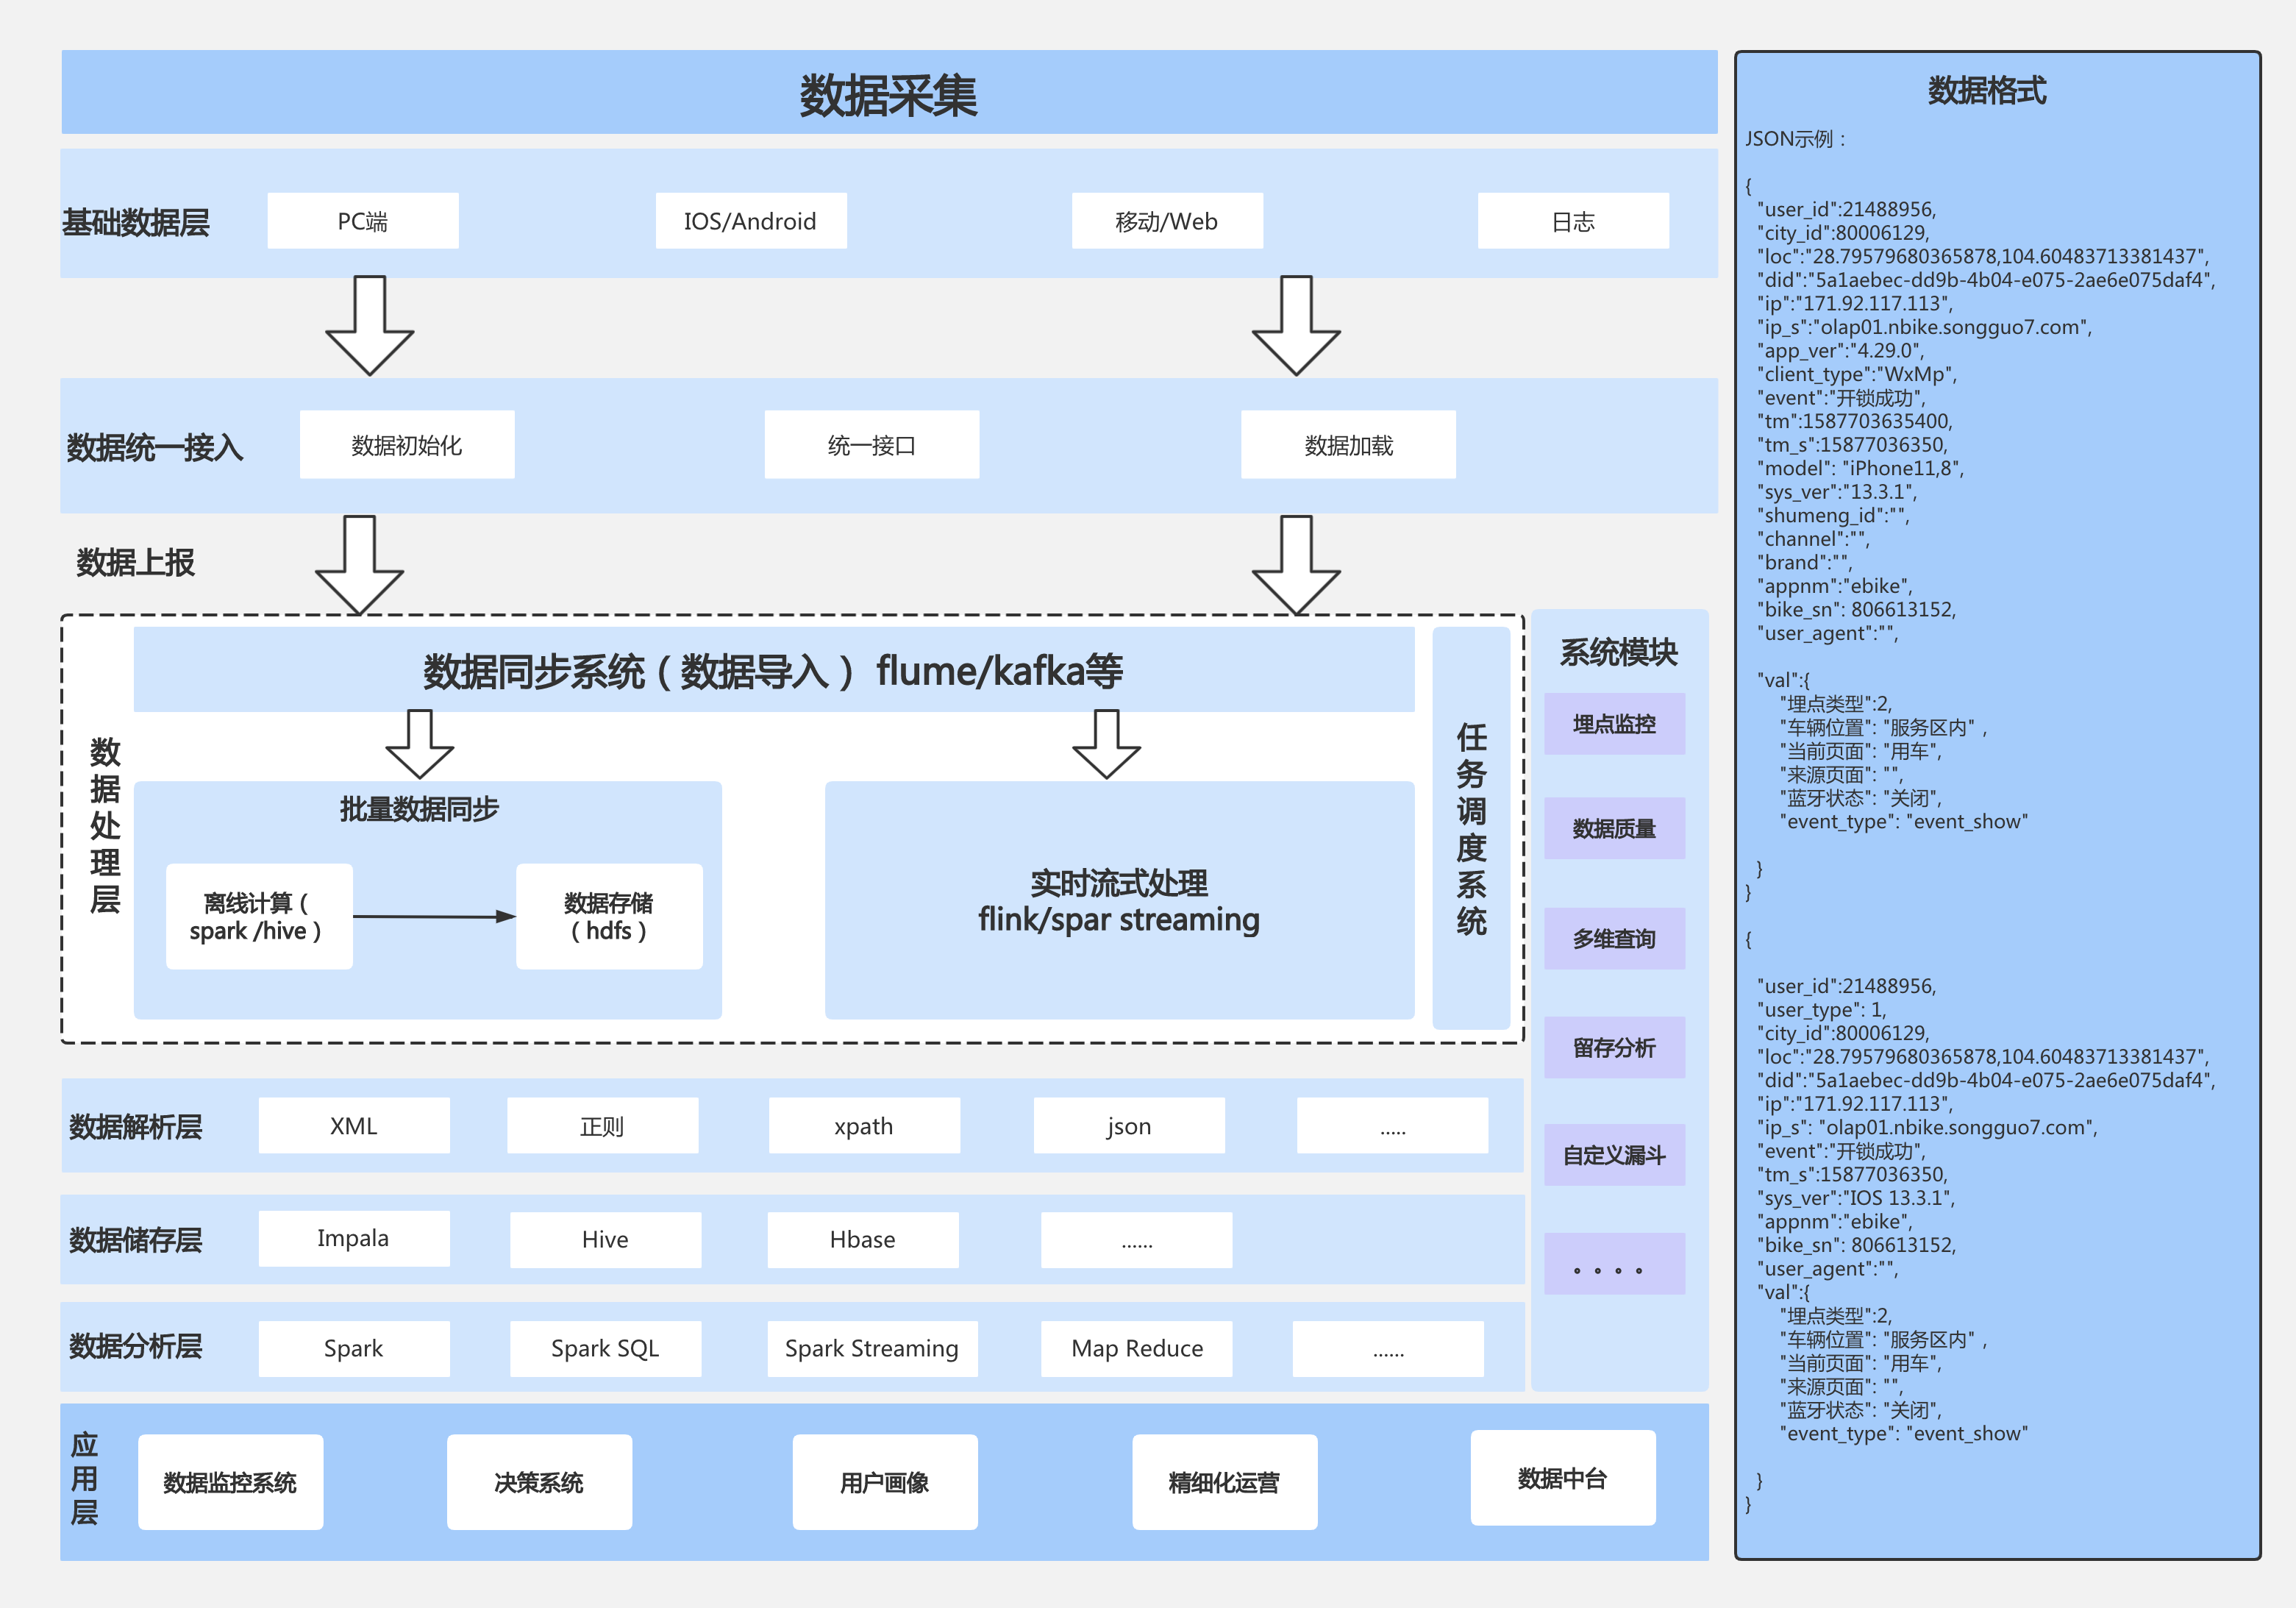 数据采集
基础数据层
PC端
IOS/Android
移动/Web
日志
数据统一接入
数据初始化
统一接口
数据加载
数据上报
数据处理层
数据同步系统（数据导入） flume/kafka等
批量数据同步
离线计算（
spark /hive）
数据存储
（hdfs）
实时流式处理
flink/spar streaming
任务调度系统
系统模块
埋点监控
数据质量
多维查询
留存分析
自定义漏斗
。。。。
数据解析层
XML
正则
xpath
json
.....
数据储存层
Impala
Hive
Hbase
......
数据分析层
Spark
Spark SQL
Spark Streaming
Map Reduce
......
应用层
数据监控系统
决策系统
用户画像
精细化运营
数据中台
数据格式
JSON示例：
{
"user_id":21488956,
"city_id":80006129,
"loc":"28.79579680365878,104.60483713381437",
"did":"5a1aebec-dd9b-4b04-e075-2ae6e075daf4",
"ip":"171.92.117.113",
"ip_s":"olap01.nbike.songguo7.com",
"app_ver":"4.29.0",
"client_type":"WxMp",
"event":"开锁成功",
"tm":1587703635400,
"tm_s":15877036350,
"model": "iPhone11,8",
"sys_ver":"13.3.1",
"shumeng_id":"",
"channel":"",
"brand":"",
"appnm":"ebike",
"bike_sn": 806613152,
"user_agent":"",
"val":{
"埋点类型":2,
"车辆位置": "服务区内" ,
"当前页面": "用车",
"来源页面": "",
"蓝牙状态": "关闭",
"event_type": "event_show"
}
}
{
"user_id":21488956,
"user_type": 1,
"city_id":80006129,
"loc":"28.79579680365878,104.60483713381437",
"did":"5a1aebec-dd9b-4b04-e075-2ae6e075daf4",
"ip":"171.92.117.113",
"ip_s": "olap01.nbike.songguo7.com",
"event":"开锁成功",
"tm_s":15877036350,
"sys_ver":"IOS 13.3.1",
"appnm":"ebike",
"bike_sn": 806613152,
"user_agent":"",
"val":{
"埋点类型":2,
"车辆位置": "服务区内" ,
"当前页面": "用车",
"来源页面": "",
"蓝牙状态": "关闭",
"event_type": "event_show"
}
}